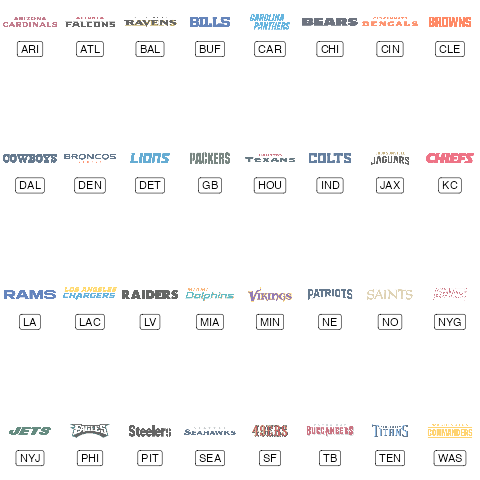 ARIZONA CARDINALS
ATLANTA FALCONS
RAVENS
BILLS
CAROLINA PANTHERS
BEARS
CINCINNATI BENGALS
BROWNS
ARI ATL BAL BUF CAR CHI CIN CLE
COWBOYS
BRONCOS
LIONS
PACKERS
TEXANS
COLTS
JAGUARS
CHIEFS
DAL DEN DET GB HOU IND JAX KC
RAMS
LOS ANGELES CHARGERS
RAIDERS
MIAMI Dolphins
VIKINGS
PATRIOTS
SAINTS
LA LAC LV MIA MIN NE NO NYG
JETS
EAGLES
Steelers
SEAHAWKS
49ERS
BUCCANEERS
TITANS
COMMANDERS
NYJ PHI PIT SEA SF TB TEN WAS